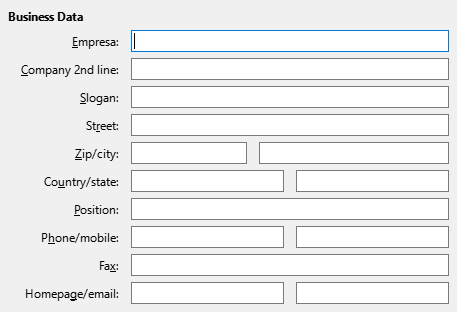 Business Data
Empresa:
Company 2nd line:
Slogan:
Street:
Zip/city:
Country/state:
Position:
Phone/mobile:
Fax:
Homepage/email: